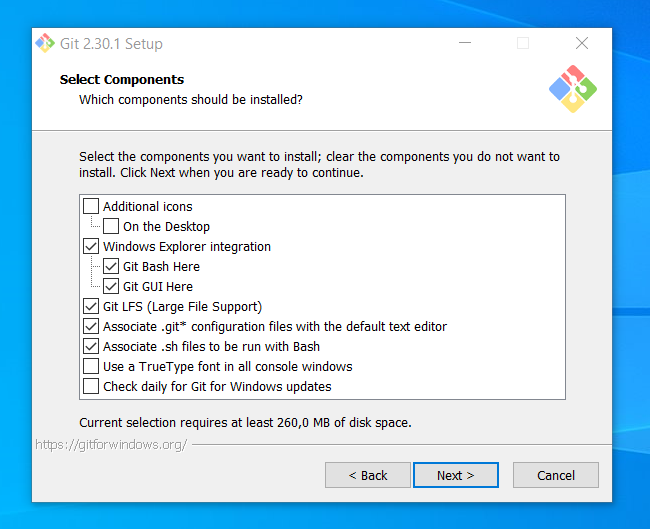 Git 2.30.1 Setup
Select Components
Which components should be installed?
Select the components you want to install; clear the components you do not want to
install. Click Next when you are ready to continue.
Additional icons
On the Desktop
Windows Explorer integration
Git Bash Here
Git GUI Here
Git LFS (Large File Support)
Associate .git* configuration files with the default text editor
Associate .sh files to be run with Bash
Use a TrueType font in all console windows
Check daily for Git for Windows updates
Current selection requires at least 260,0 MB of disk space.
https://gitforwindows.org/
< Back
Next >
Cancel